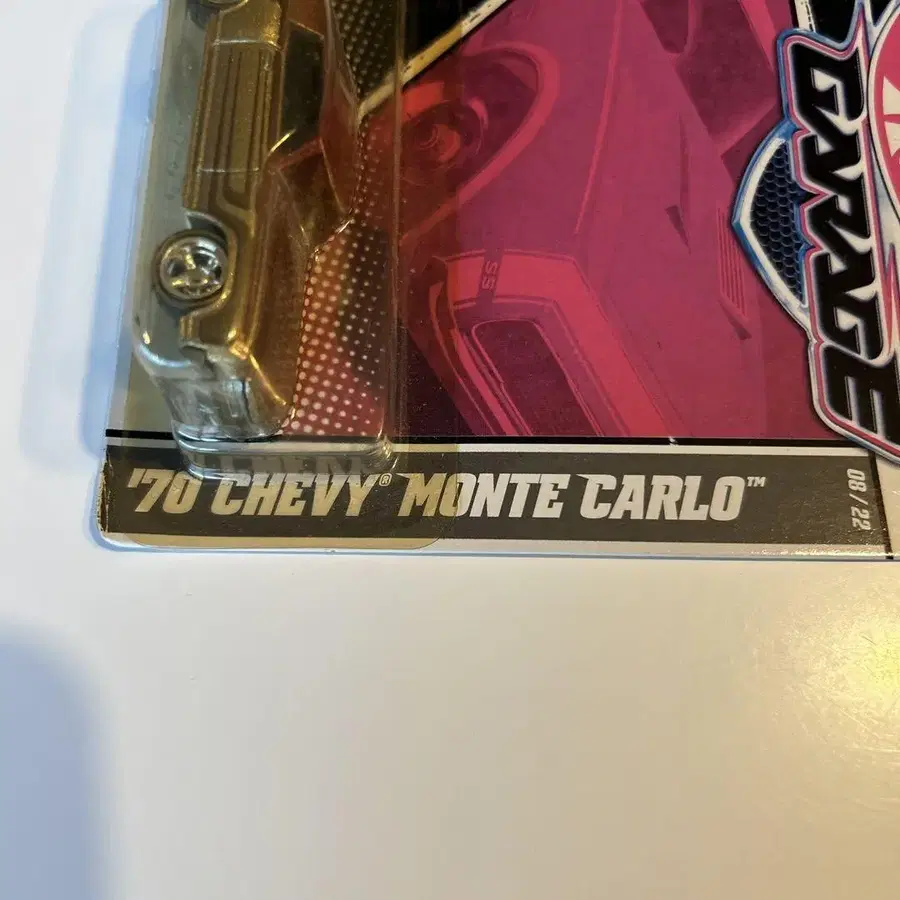 GARAGE
SS
'70 CHEVY® MONTE CARLO™
08/22